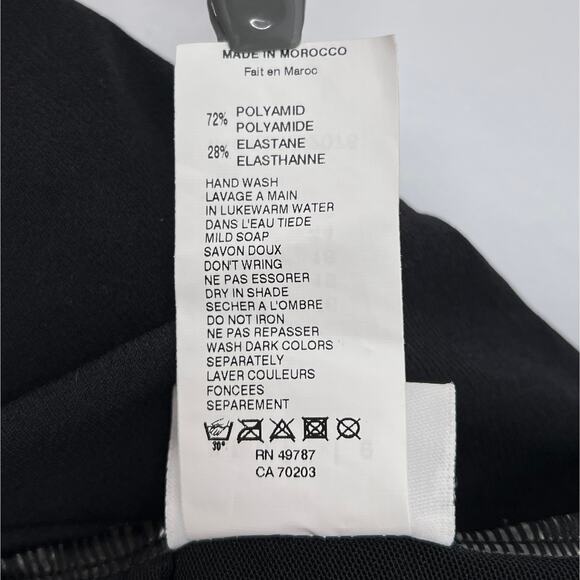 MADE IN MOROCCO
Fait en Maroc
72% POLYAMID
POLYAMIDE
28% ELASTANE
ELASTHANNE
HAND WASH
LAVAGE A MAIN
IN LUKEWARM WATER
DANS L'EAU TIEDE
MILD SOAP
SAVON DOUX
DON'T WRING
NE PAS ESSORER
DRY IN SHADE
SECHER A L'OMBRE
DO NOT IRON
NE PAS REPASSER
WASH DARK COLORS
SEPARATELY
LAVER COULEURS
FONCEES
SEPAREMENT
30°
RN 49787
CA 70203